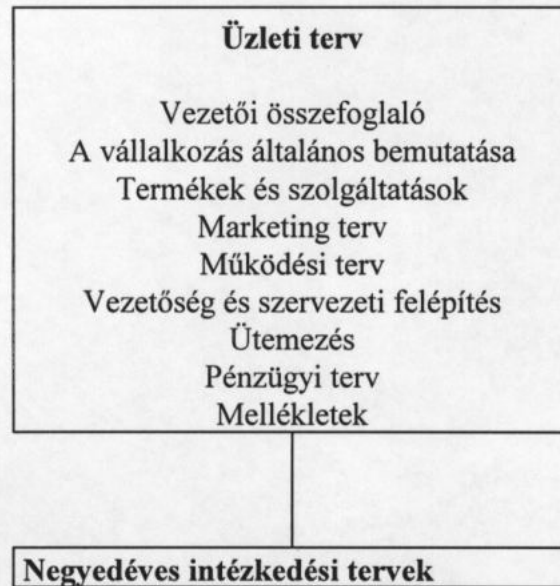 Üzleti terv
Vezetői összefoglaló
A vállalkozás általános bemutatása
Termékek és szolgáltatások
Marketing terv
Működési terv
Vezetőség és szervezeti felépítés
Ütemezés
Pénzügyi terv
Mellékletek
Negyedéves intézkedési tervek